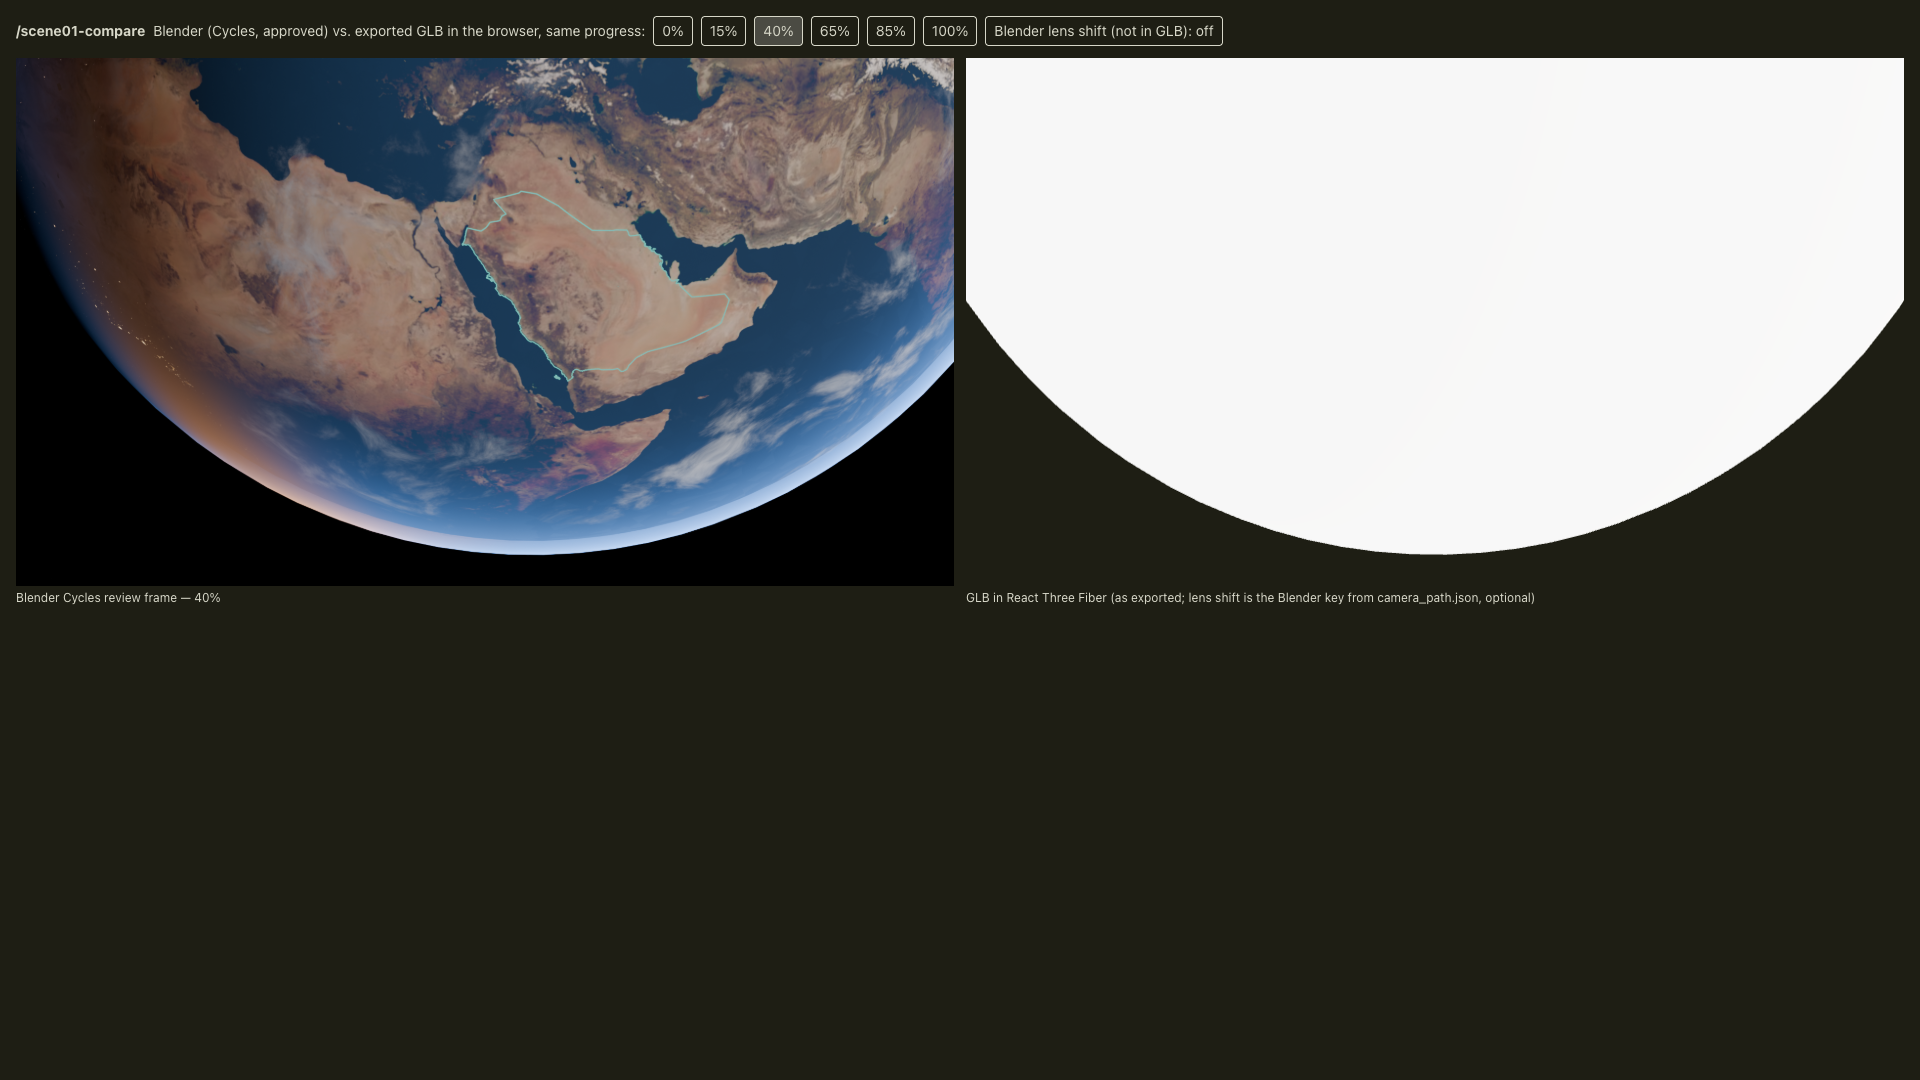 /scene01-compare Blender (Cycles, approved) vs. exported GLB in the browser, same progress: 0% 15% 40% 65% 85% 100% Blender lens shift (not in GLB): off
Blender Cycles review frame — 40%
GLB in React Three Fiber (as exported; lens shift is the Blender key from camera_path.json, optional)